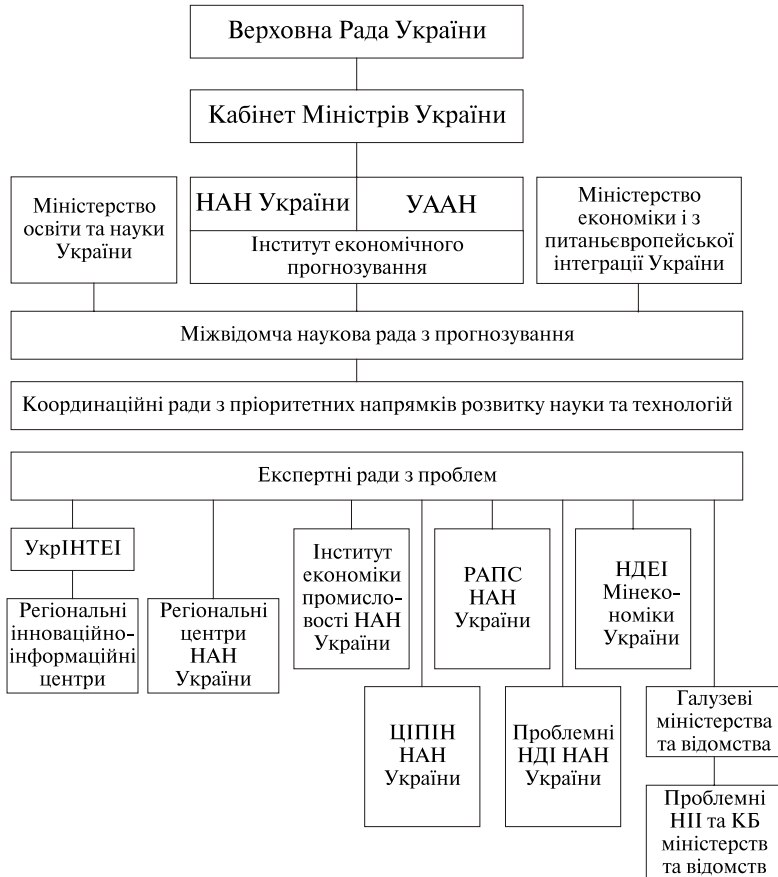 Верховна Рада України
Кабінет Міністрів України
Міністерство
освіти та науки
України
НАН України
УААН
Інститут економічного
прогнозування
Міністерство
економіки і з
питаньєвропейської
інтеграції України
Міжвідомча наукова рада з прогнозування
Координаційні ради з пріоритетних напрямків розвитку науки та технологій
Експертні ради з проблем
УкрІНТЕІ
Регіональні
інноваційно-
інформаційні
центри
Регіональні
центри
НАН
України
Інститут
економіки
промисло-
вості НАН
України
РАПС
НАН
України
НДЕІ
Мінеко-
номіки
України
ЦІПІН
НАН
України
Проблемні
НДІ НАН
України
Галузеві
міністерства
та відомства
Проблемні
НІІ та КБ
міністерств
та відомств